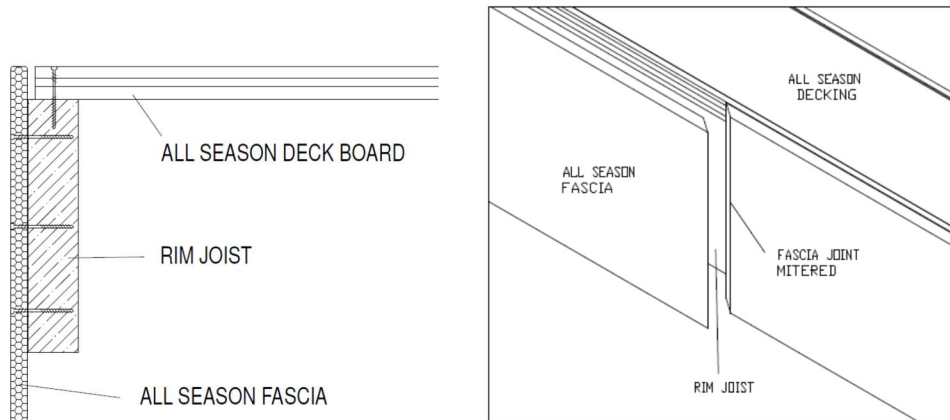 ALL SEASON DECK BOARD
RIM JOIST
ALL SEASON FASCIA
ALL SEASON
DECKING
ALL SEASON
FASCIA
FASCIA JOINT
MITERED
RIM JOIST